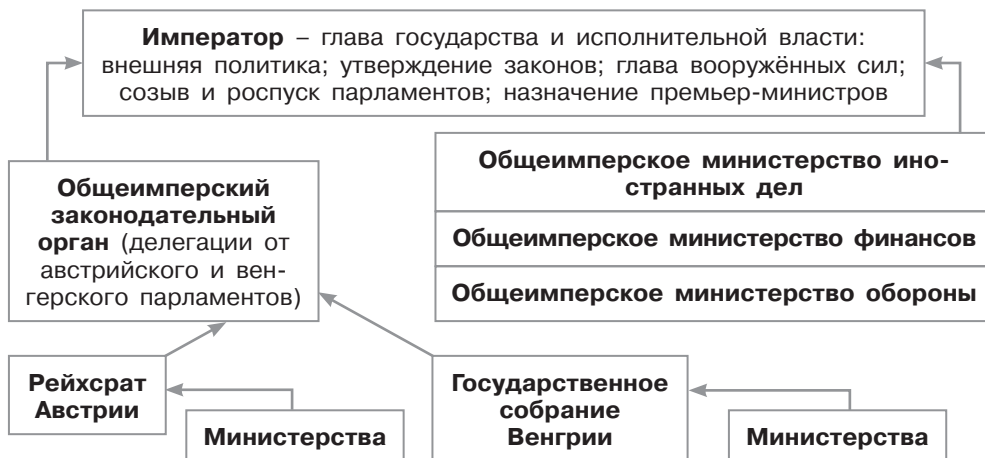 Император – глава государства и исполнительной власти:
внешняя политика; утверждение законов; глава вооружённых сил;
созыв и роспуск парламентов; назначение премьер-министров
Общеимперский
законодательный
орган (делегации от
австрийского и вен-
герского парламентов)
Общеимперское министерство ино-
странных дел
Общеимперское министерство финансов
Общеимперское министерство обороны
Рейхсрат
Австрии
Министерства
Государственное
собрание
Венгрии
Министерства